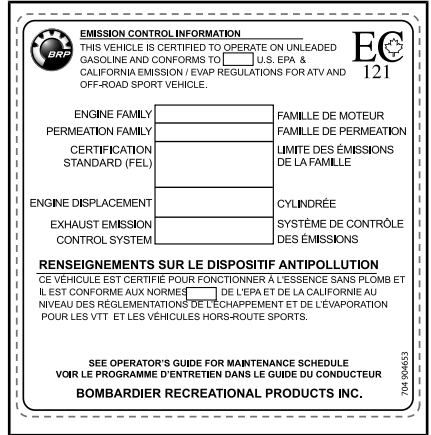 BRP
EMISSION CONTROL INFORMATION
THIS VEHICLE IS CERTIFIED TO OPERATE ON UNLEADED
GASOLINE AND CONFORMS TO U.S. EPA &
CALIFORNIA EMISSION / EVAP REGULATIONS FOR ATV AND
OFF-ROAD SPORT VEHICLE.
EC
121
ENGINE FAMILY FAMILLE DE MOTEUR
PERMEATION FAMILY FAMILLE DE PERMEATION
CERTIFICATION LIMITE DES ÉMISSIONS
STANDARD (FEL) DE LA FAMILLE
ENGINE DISPLACEMENT CYLINDRÉE
EXHAUST EMISSION SYSTÈME DE CONTRÔLE
CONTROL SYSTEM DES ÉMISSIONS
RENSEIGNEMENTS SUR LE DISPOSITIF ANTIPOLLUTION
CE VÉHICULE EST CERTIFIÉ POUR FONCTIONNER À L'ESSENCE SANS PLOMB ET
IL EST CONFORME AUX NORMES DE L'EPA ET DE LA CALIFORNIE AU
NIVEAU DES RÉGLEMENTATIONS DE L'ÉCHAPPEMENT ET DE L'ÉVAPORATION
POUR LES VTT ET LES VÉHICULES HORS-ROUTE SPORTS.
SEE OPERATOR'S GUIDE FOR MAINTENANCE SCHEDULE
VOIR LE PROGRAMME D'ENTRETIEN DANS LE GUIDE DU CONDUCTEUR
BOMBARDIER RECREATIONAL PRODUCTS INC.
704 904653